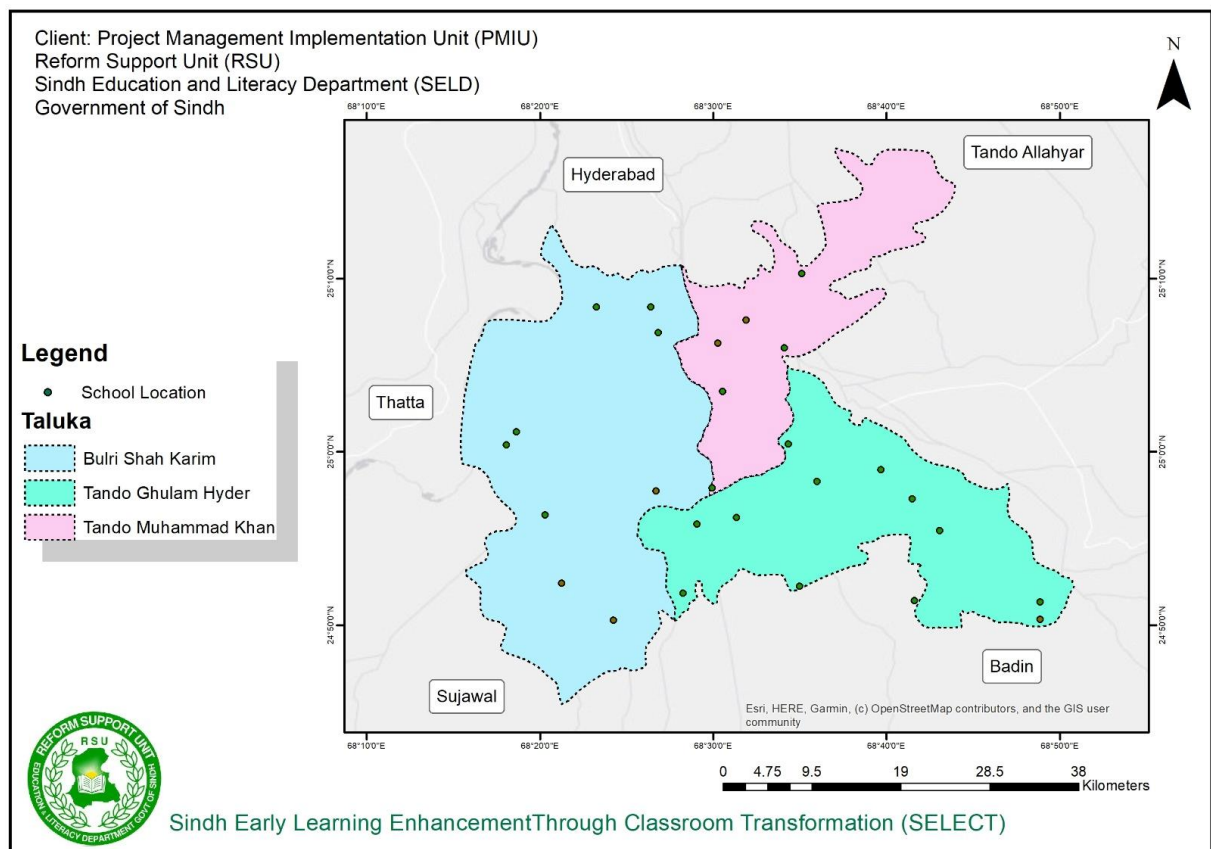 Client: Project Management Implementation Unit (PMIU)
Reform Support Unit (RSU)
Sindh Education and Literacy Department (SELD)
Government of Sindh
N
68°10'0"E
68°20'0"E
68°30'0"E
68°40'0"E
68°50'0"E
Tando Allahyar
Hyderabad
25°10'0"N
25°10'0"N
Legend
School Location
Thatta
Taluka
Bulri Shah Karim
25°0'0"N
25°0'0"N
Tando Ghulam Hyder
Tando Muhammad Khan
24°50'0"N
24°50'0"N
Badin
Sujawal
Esri, HERE, Garmin, (c) OpenStreetMap contributors, and the GIS user
community
68°10'0"E
68°20'0"E
68°30'0"E
68°40'0"E
68°50'0"E
0 4.75 9.5 19 28.5 38
Kilometers
REFORM SUPPORT UNIT
RSU
EDUCATION & LITERACY DEPARTMENT GOVT OF SINDH
Sindh Early Learning EnhancementThrough Classroom Transformation (SELECT)